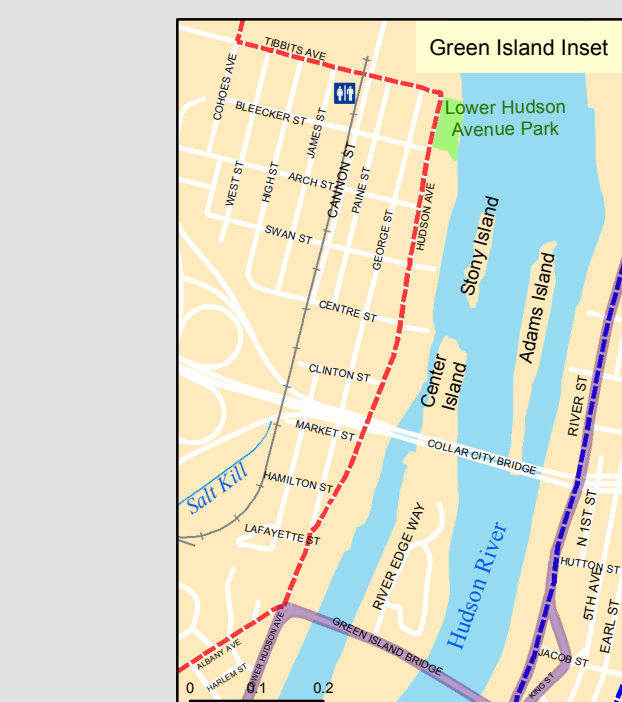 Green Island Inset
TIBBITS AVE
COHOES AVE
BLEECKER ST
JAMES ST
Lower Hudson
Avenue Park
WEST ST
HIGH ST
ARCH ST
CANNON ST
PAINE ST
GEORGE ST
HUDSON AVE
SWAN ST
Stony Island
Adams Island
CENTRE ST
Center
Island
CLINTON ST
RIVER ST
MARKET ST
COLLAR CITY BRIDGE
Salt Kill
HAMILTON ST
LAFAYETTE ST
RIVER EDGE WAY
Hudson River
N 1ST ST
HUTTON ST
5TH AVE
EARL ST
GREEN ISLAND BRIDGE
LOWER HUDSON AVE
ALBANY AVE
HARLEM ST
JACOB ST
KING ST
0 0.1 0.2